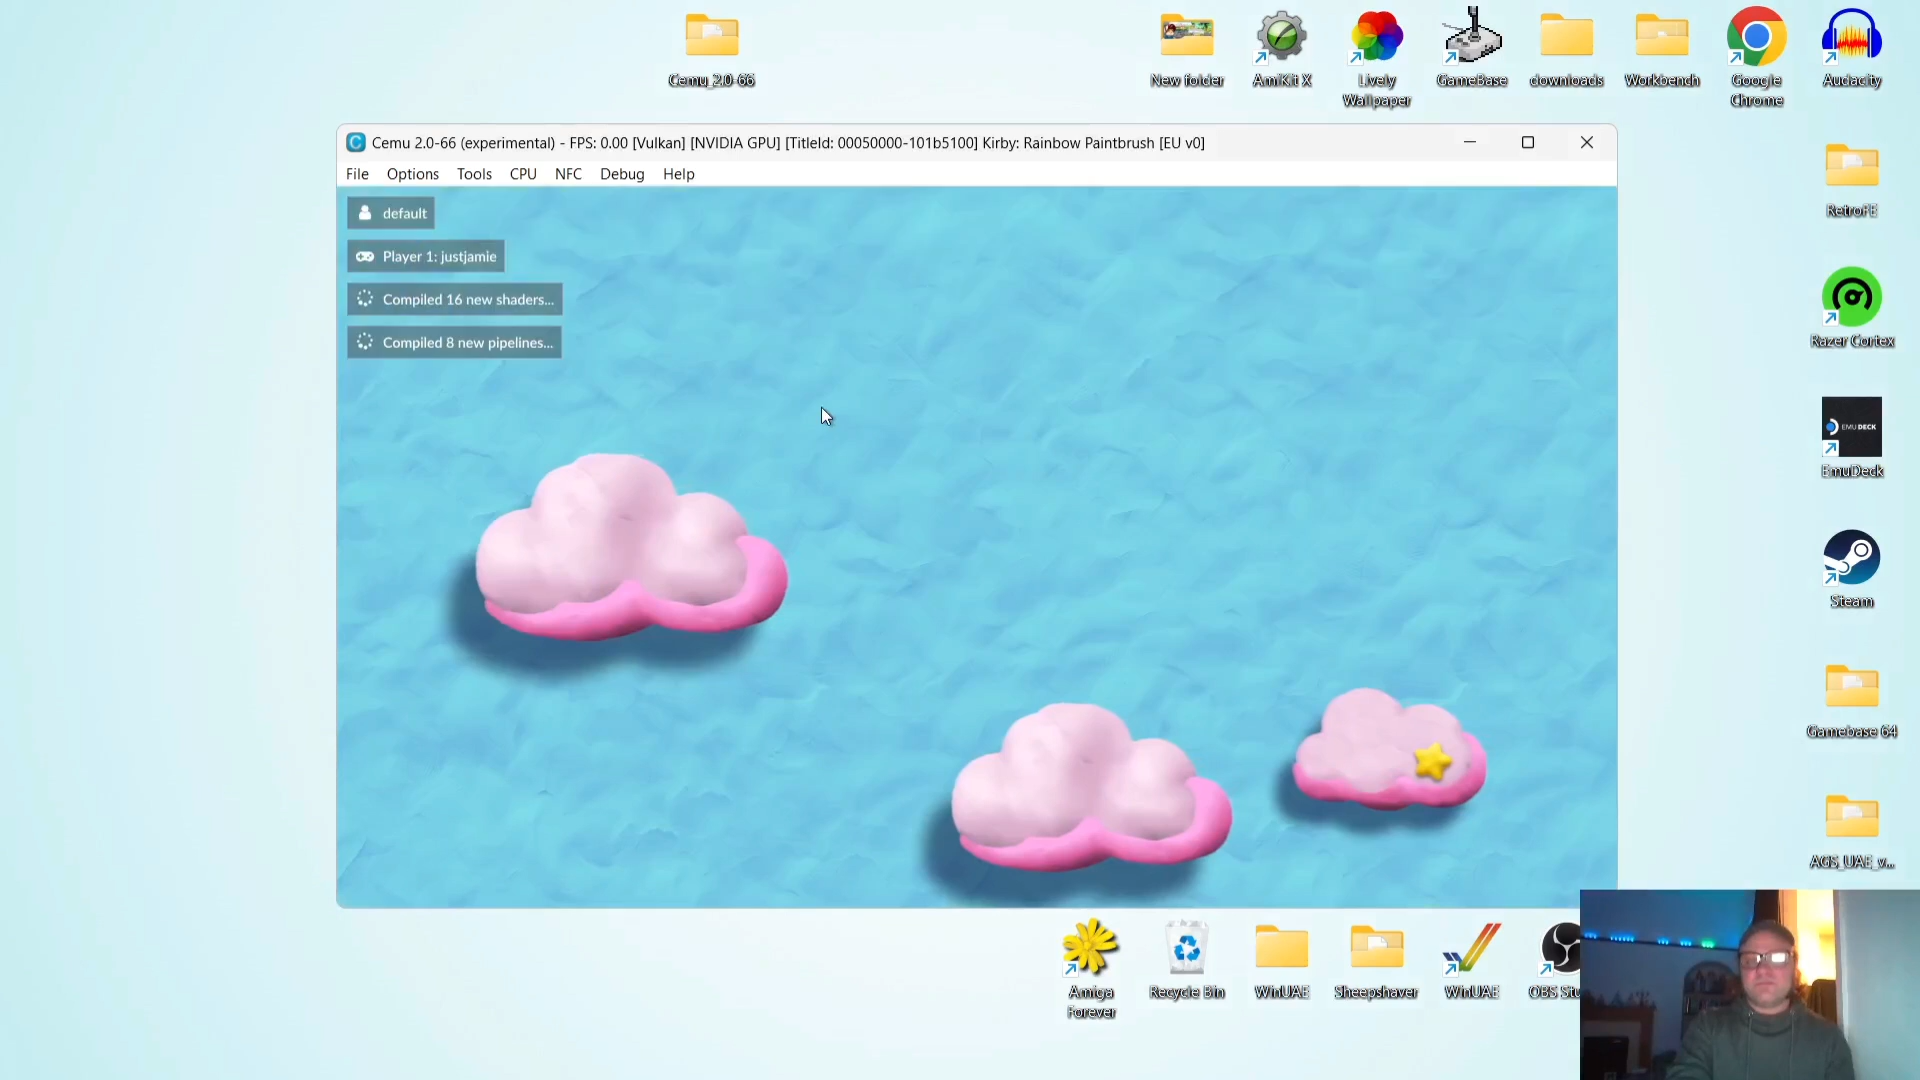 Cemu_2.0-66
New folder
AmiKit X
Lively
Wallpaper
GameBase
downloads
Workbench
Google
Chrome
Audacity
Cemu 2.0-66 (experimental) - FPS: 0.00 [Vulkan] [NVIDIA GPU] [TitleId: 00050000-101b5100] Kirby: Rainbow Paintbrush [EU v0]
File Options Tools CPU NFC Debug Help
default
Player 1: justjamie
Compiled 16 new shaders...
Compiled 8 new pipelines...
RetroFE
Razer Cortex
EMUDECK
EmuDeck
Steam
Gamebase 64
AGS_UAE_v...
Amiga
Forever
Recycle Bin
WinUAE
Sheepshaver
WinUAE
OBS Stu